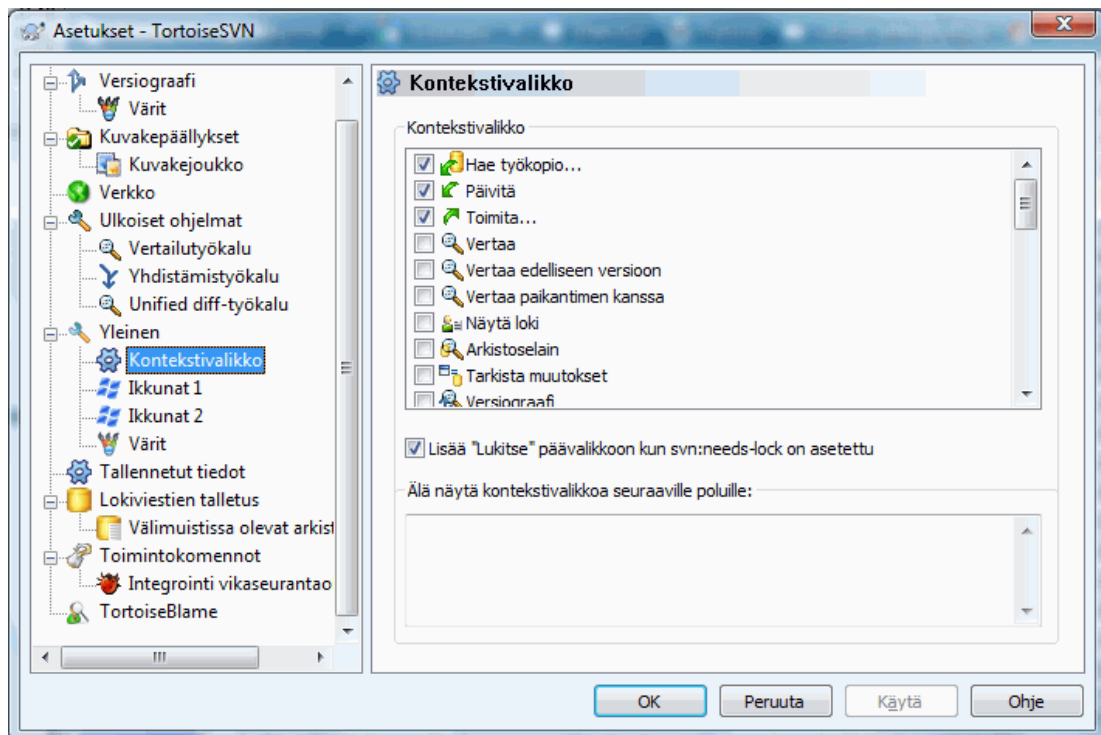 Asetukset - TortoiseSVN
Versiograafi
Värit
Kuvakepäällykset
Kuvakejoukko
Verkko
Ulkoiset ohjelmat
Vertailutyökalu
Yhdistämistyökalu
Unified diff-työkalu
Yleinen
Kontekstivalikko
Ikkunat 1
Ikkunat 2
Värit
Tallennetut tiedot
Lokiviestien talletus
Välimuistissa olevat arkist
Toimintokomennot
Integrointi vikaseurantao
TortoiseBlame
Kontekstivalikko
Kontekstivalikko
Hae työkopio...
Päivitä
Toimita...
Vertaa
Vertaa edelliseen versioon
Vertaa paikantimen kanssa
Näytä loki
Arkistoselain
Tarkista muutokset
Versiograafi
Lisää "Lukitse" päävalikkoon kun svn:needs-lock on asetettu
Älä näytä kontekstivalikkoa seuraaville poluille:
OK
Peruuta
Käytä
Ohje